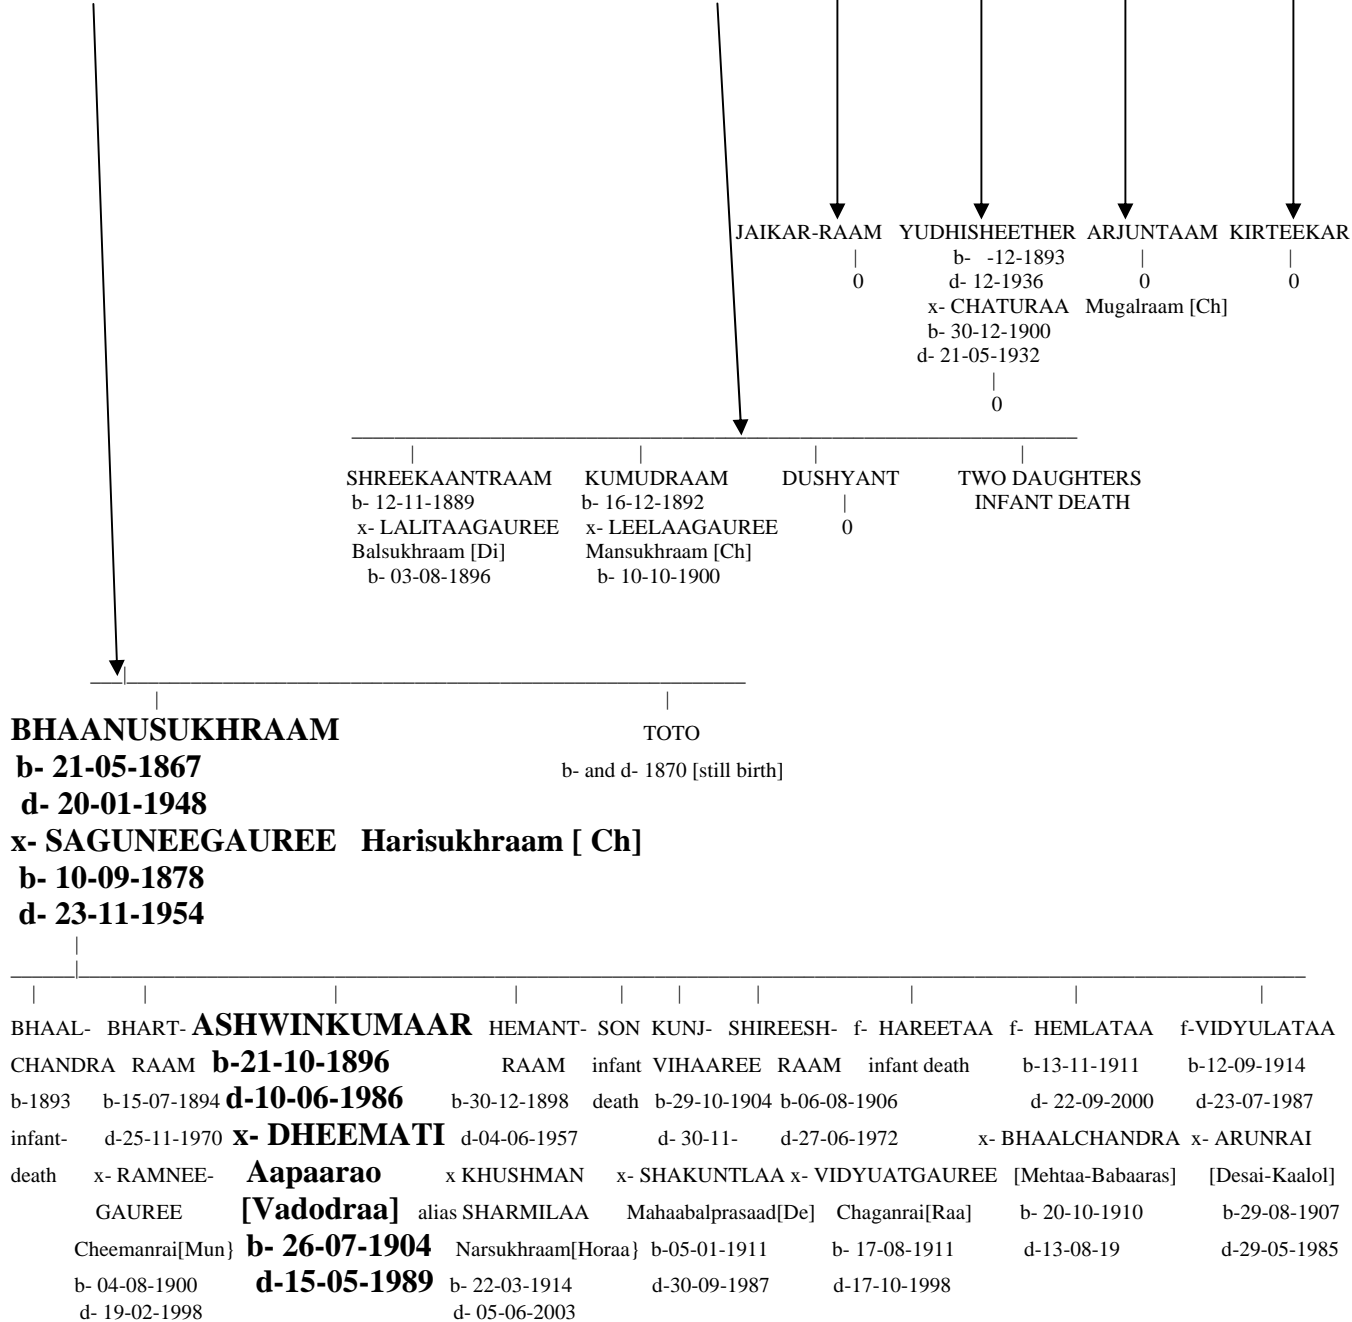 JAIKAR-RAAM YUDHISHEETHER ARJUNTAAM KIRTEEKAR
b- -12-1893
0 d- 12-1936 0 0
x- CHATURAA Mugalraam [Ch]
b- 30-12-1900
d- 21-05-1932
0
SHREEKAANTRAAM KUMUDRAAM DUSHYANT TWO DAUGHTERS
b- 12-11-1889 b- 16-12-1892 INFANT DEATH
x- LALITAAGAUREE x- LEELAAGAUREE 0
Balsukhraam [Di] Mansukhraam [Ch]
b- 03-08-1896 b- 10-10-1900
BHAANUSUKHRAAM TOTO
b- 21-05-1867 b- and d- 1870 [still birth]
d- 20-01-1948
x- SAGUNEEGAUREE Harisukhraam [ Ch]
b- 10-09-1878
d- 23-11-1954
BHAAL- BHART- ASHWINKUMAAR HEMANT- SON KUNJ- SHIREESH- f- HAREETAA f- HEMLATAA f-VIDYULATAA
CHANDRA RAAM b-21-10-1896 RAAM infant VIHAAREE RAAM infant death b-13-11-1911 b-12-09-1914
b-1893 b-15-07-1894 d-10-06-1986 b-30-12-1898 death b-29-10-1904 b-06-08-1906 d- 22-09-2000 d-23-07-1987
infant- d-25-11-1970 x- DHEEMATI d-04-06-1957 d- 30-11- d-27-06-1972 x- BHAALCHANDRA x- ARUNRAI
death x- RAMNEE- Aapaarao x KHUSHMAN x- SHAKUNTLAA x- VIDYUATGAUREE [Mehtaa-Babaaras] [Desai-Kaalol]
GAUREE [Vadodraa] alias SHARMILAA Mahaabalprasaad[De] Chaganrai[Raa] b- 20-10-1910 b-29-08-1907
Cheemanrai[Mun} b- 26-07-1904 Narsukhraam[Horaa} b-05-01-1911 b- 17-08-1911 d-13-08-19 d-29-05-1985
b- 04-08-1900 d-15-05-1989 b- 22-03-1914 d-30-09-1987 d-17-10-1998
d- 19-02-1998 d- 05-06-2003